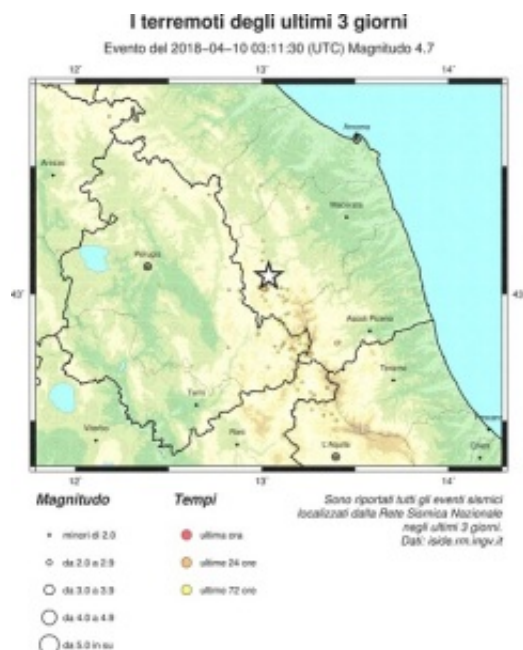 I terremoti degli ultimi 3 giorni
Evento del 2018-04-10 03:11:30 (UTC) Magnitudo 4.7
12˚ 13˚ 14˚
Ancona
Arezzo
Macerata
Perugia
43˚ 43˚
Ascoli Piceno
Teramo
Terni
Viterbo
Rieti
L'Aquila
Chieti
12˚ 13˚ 14˚
Magnitudo
minori di 2.0
da 2.0 a 2.9
da 3.0 a 3.9
da 4.0 a 4.9
da 5.0 in su
Tempi
ultima ora
ultime 24 ore
ultime 72 ore
Sono riportati tutti gli eventi sismici
localizzati dalla Rete Sismica Nazionale
negli ultimi 3 giorni.
Dati: iside.rm.ingv.it